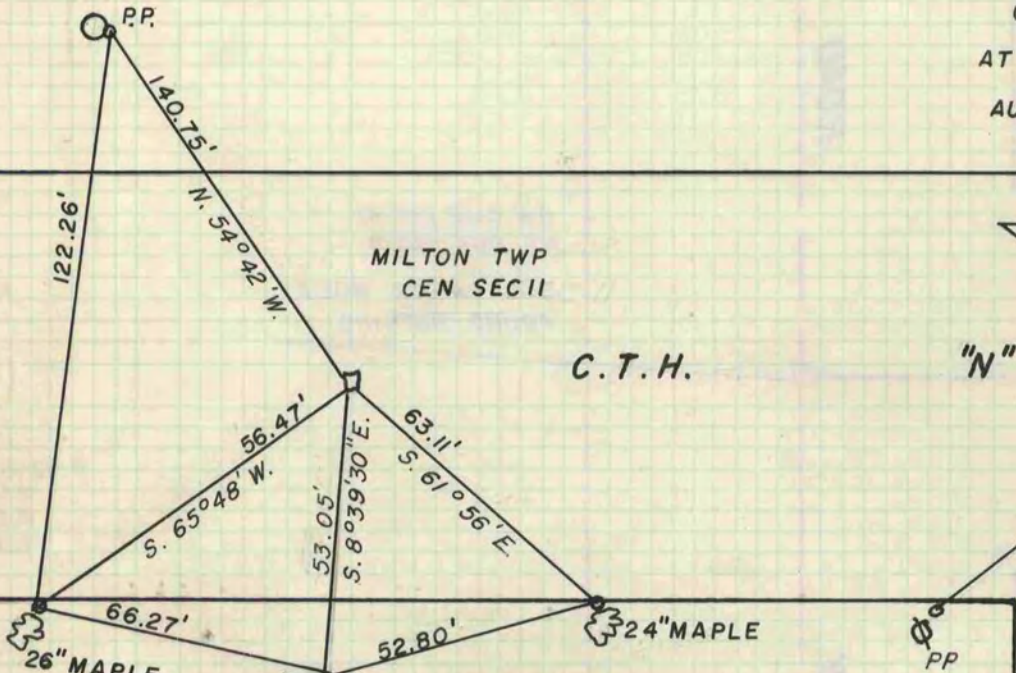 P.P.
AT
AU
140.75'
N. 54°42'W.
122.26'
MILTON TWP
CEN SEC 11
C.T.H. "N"
56.47'
S. 65°48'W.
63.11'
S. 61°56'E.
53.05'
S. 8°39'30"E.
66.27'
52.80'
26" MAPLE
24" MAPLE
PP